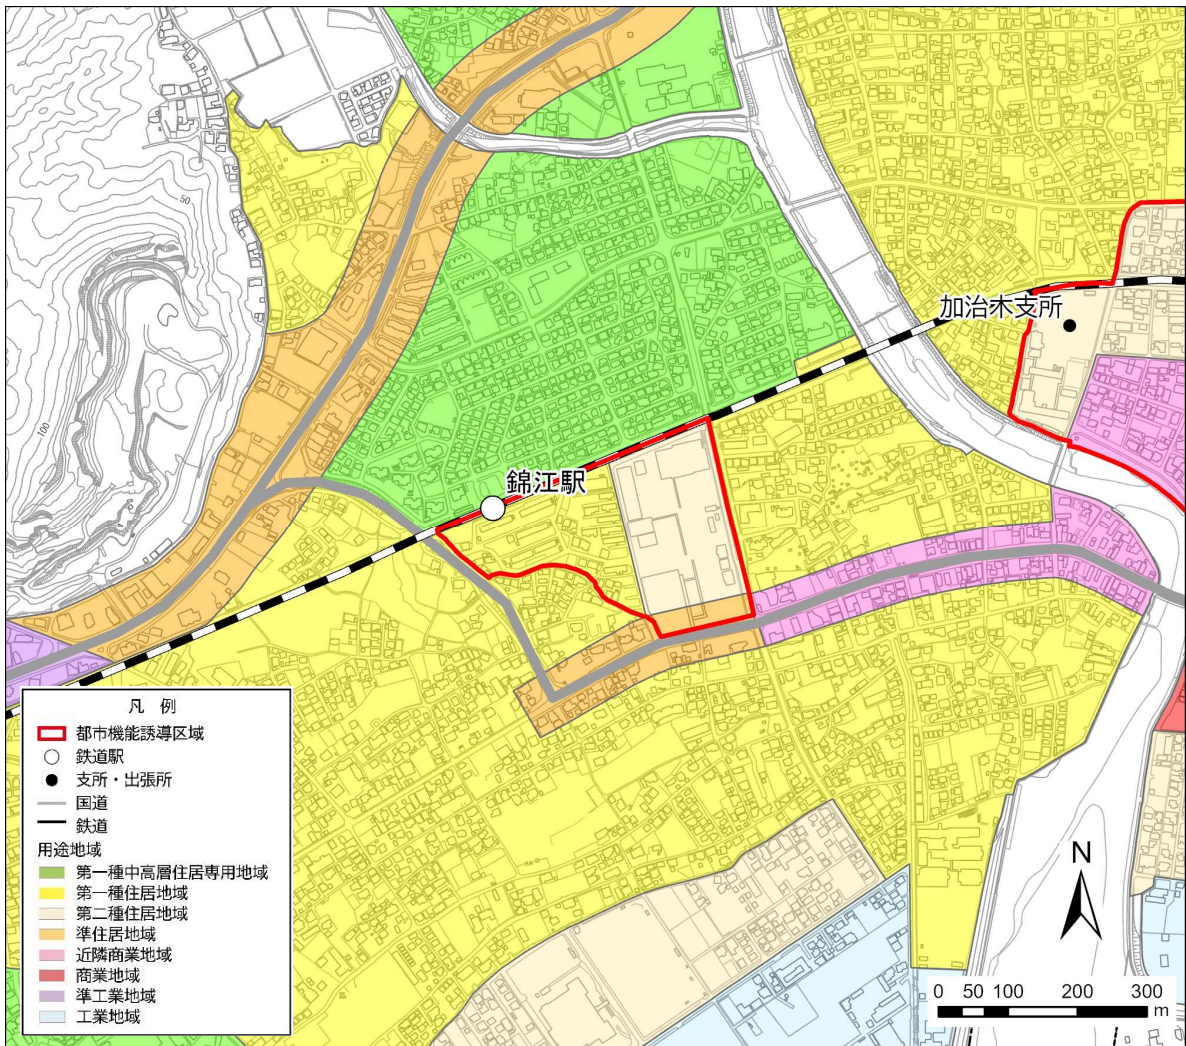 50
加治木支所
100
錦江駅
凡 例
都市機能誘導区域
鉄道駅
支所・出張所
国道
鉄道
用途地域
第一種中高層住居専用地域
第一種住居地域
第二種住居地域
準住居地域
近隣商業地域
商業地域
準工業地域
工業地域
N
0 50 100 200 300
m